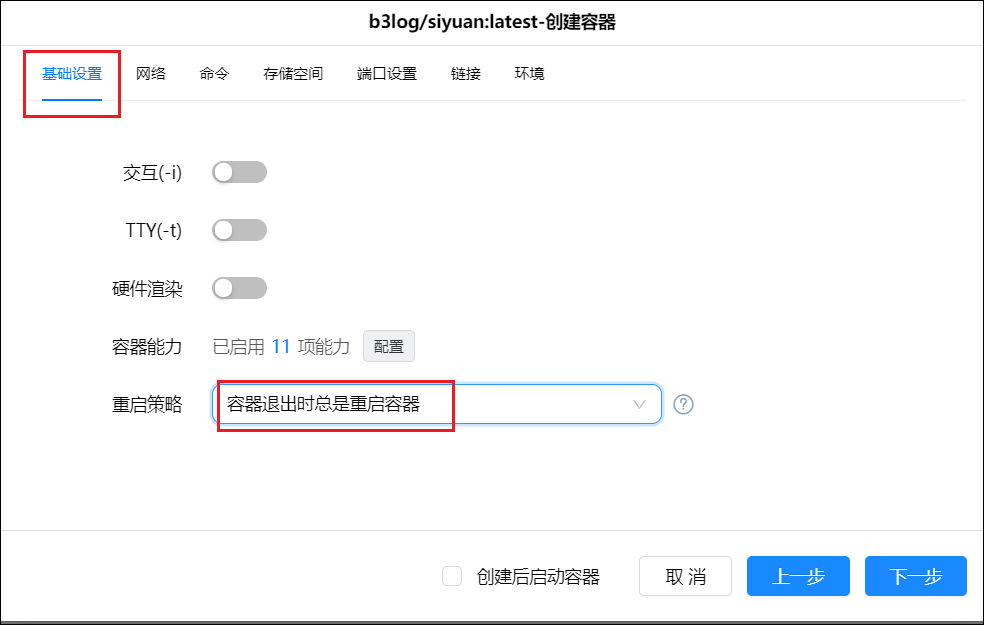 b3log/siyuan:latest-创建容器
基础设置 网络 命令 存储空间 端口设置 链接 环境
交互(-i)
TTY(-t)
硬件渲染
容器能力 已启用 11 项能力 配置
重启策略 容器退出时总是重启容器 ?
创建后启动容器 取 消 上一步 下一步